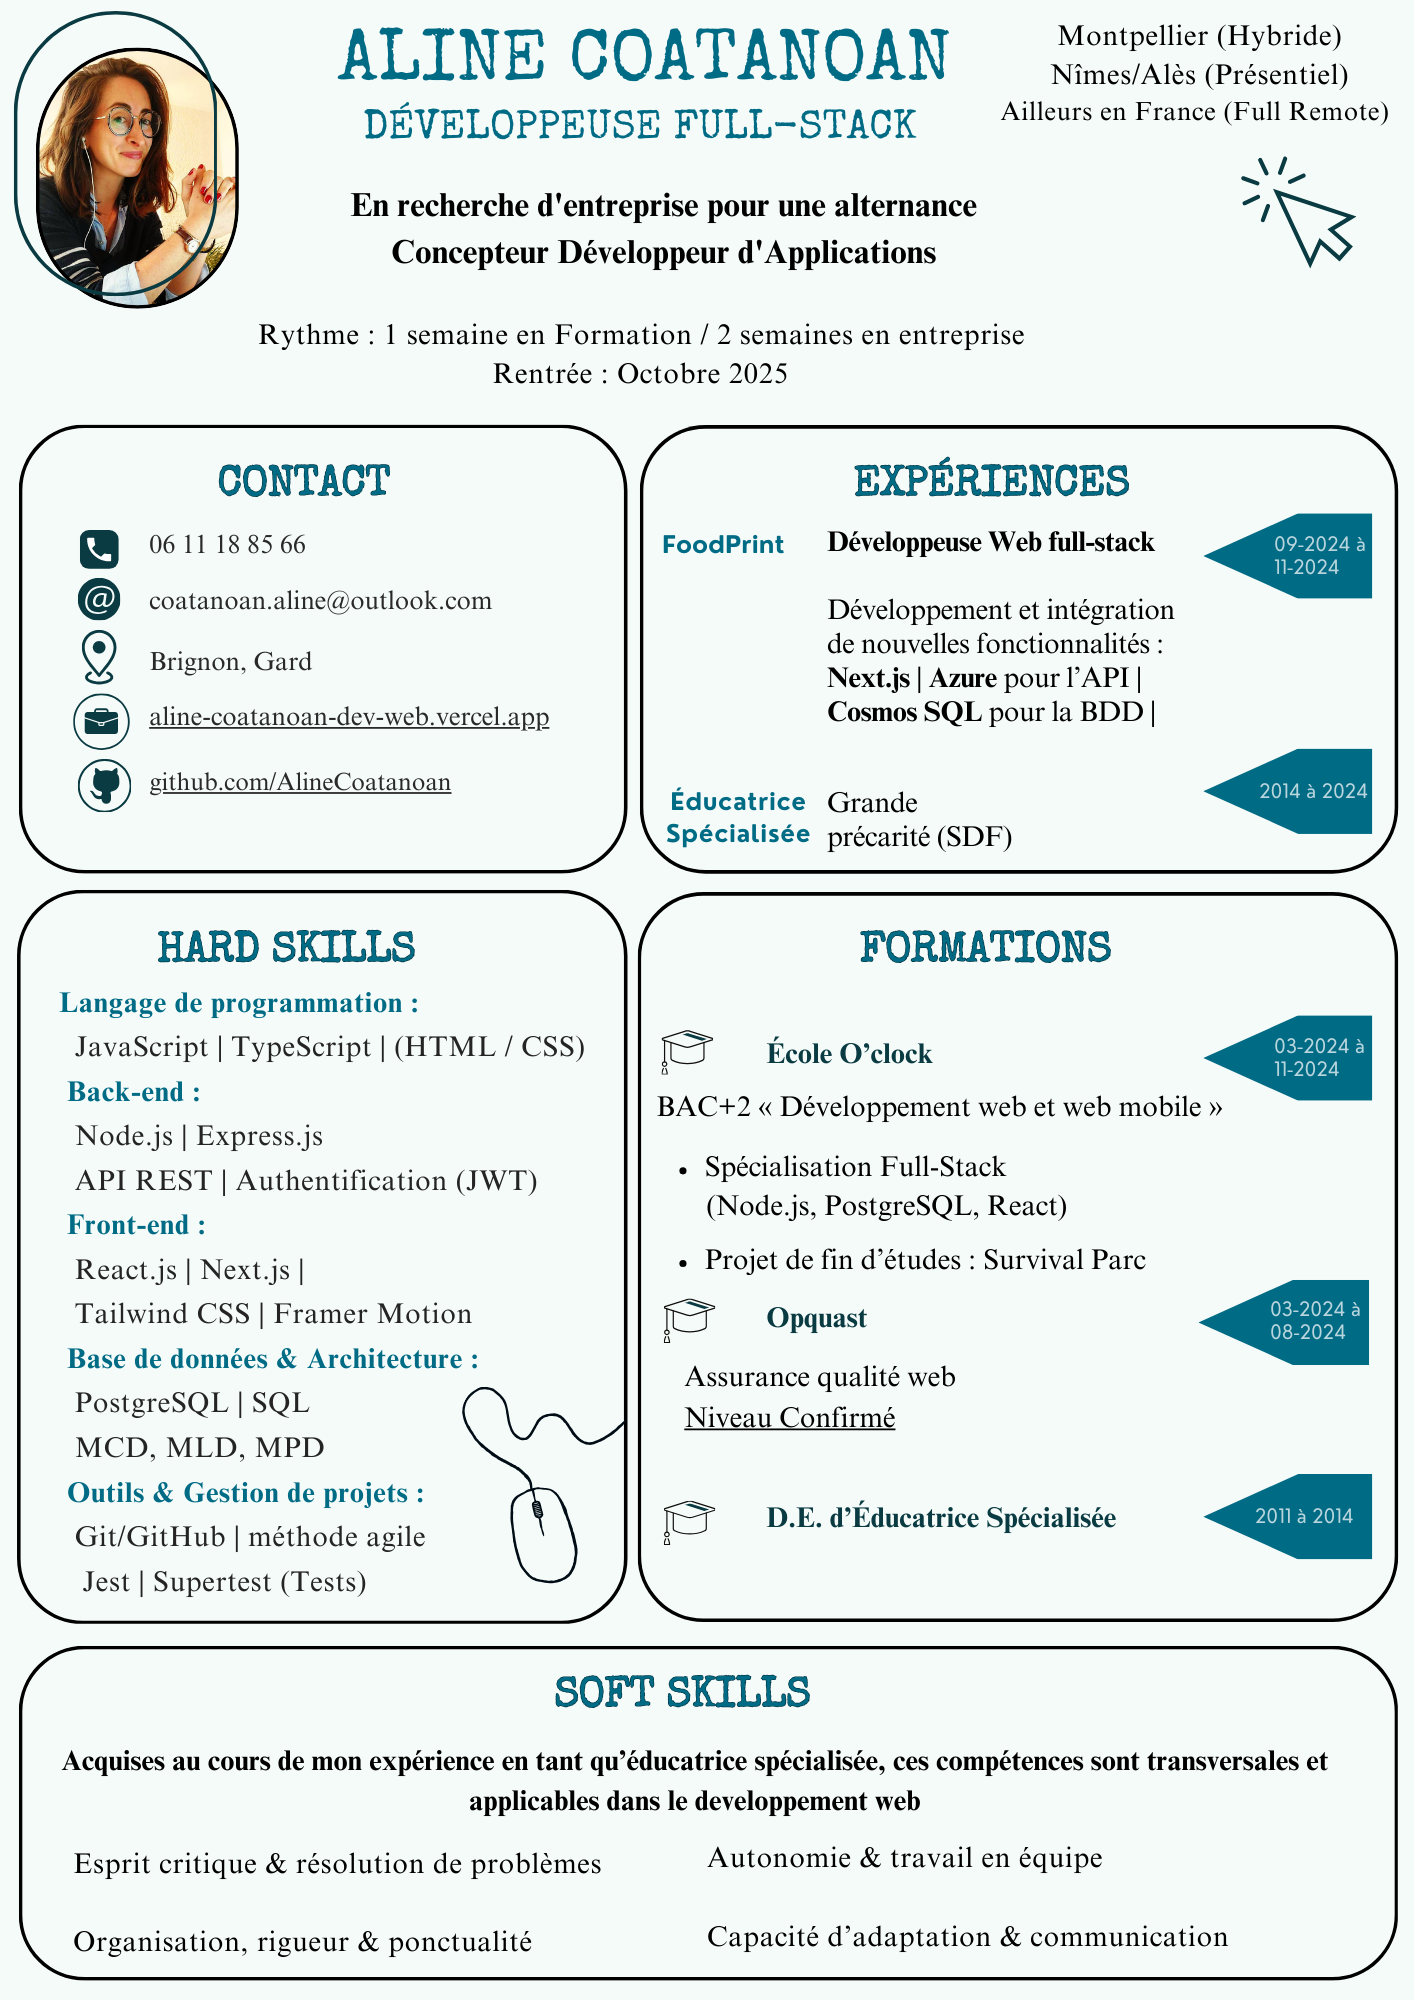 ALINE COATANOAN
DÉVELOPPEUSE FULL-STACK
Montpellier (Hybride)
Nîmes/Alès (Présentiel)
Ailleurs en France (Full Remote)
En recherche d'entreprise pour une alternance
Concepteur Développeur d'Applications
Rythme : 1 semaine en Formation / 2 semaines en entreprise
Rentrée : Octobre 2025
CONTACT
06 11 18 85 66
coatanoan.aline@outlook.com
Brignon, Gard
aline-coatanoan-dev-web.vercel.app
github.com/AlineCoatanoan
EXPÉRIENCES
FoodPrint
Développeuse Web full-stack
09-2024 à
11-2024
Développement et intégration
de nouvelles fonctionnalités :
Next.js | Azure pour l’API |
Cosmos SQL pour la BDD |
Éducatrice
Spécialisée
Grande
précarité (SDF)
2014 à 2024
HARD SKILLS
Langage de programmation :
JavaScript | TypeScript | (HTML / CSS)
Back-end :
Node.js | Express.js
API REST | Authentification (JWT)
Front-end :
React.js | Next.js |
Tailwind CSS | Framer Motion
Base de données & Architecture :
PostgreSQL | SQL
MCD, MLD, MPD
Outils & Gestion de projets :
Git/GitHub | méthode agile
Jest | Supertest (Tests)
FORMATIONS
École O’clock
03-2024 à
11-2024
BAC+2 « Développement web et web mobile »
• Spécialisation Full-Stack
(Node.js, PostgreSQL, React)
• Projet de fin d’études : Survival Parc
Opquast
03-2024 à
08-2024
Assurance qualité web
Niveau Confirmé
D.E. d’Éducatrice Spécialisée
2011 à 2014
SOFT SKILLS
Acquises au cours de mon expérience en tant qu’éducatrice spécialisée, ces compétences sont transversales et
applicables dans le developpement web
Esprit critique & résolution de problèmes
Autonomie & travail en équipe
Organisation, rigueur & ponctualité
Capacité d’adaptation & communication